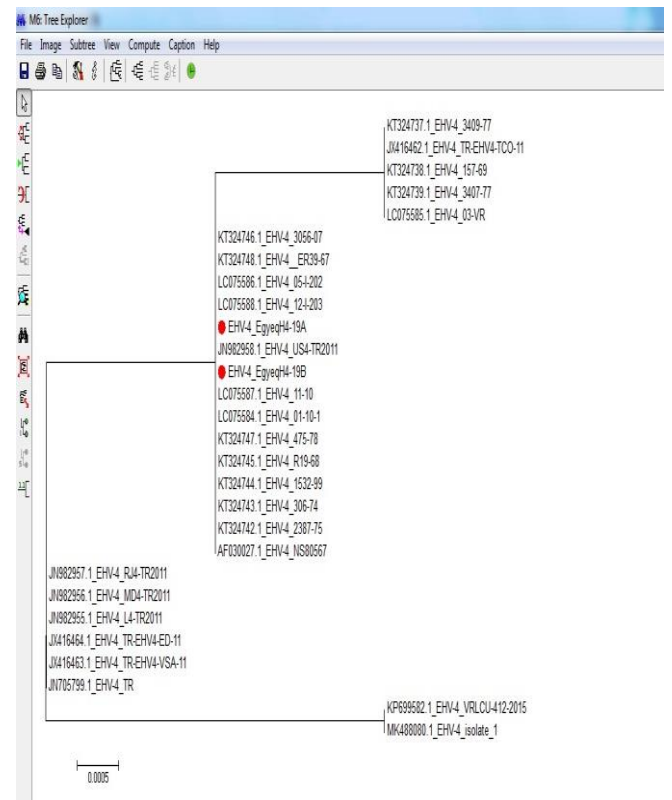 M6: Tree Explorer
File Image Subtree View Compute Caption Help
KT324737.1_EHV-4_3409-77
JX416462.1_EHV-4_TR-EHV4-TCO-11
KT324738.1_EHV-4_157-69
KT324739.1_EHV-4_3407-77
LC075585.1_EHV-4_03-VR
KT324746.1_EHV-4_3056-07
KT324748.1_EHV-4__ER39-67
LC075586.1_EHV-4_05-I-202
LC075588.1_EHV-4_12-I-203
EHV-4_EgyeqH4-19A
JN982958.1_EHV-4_US4-TR2011
EHV-4_EgyeqH4-19B
LC075587.1_EHV-4_11-10
LC075584.1_EHV-4_01-10-1
KT324747.1_EHV-4_475-78
KT324745.1_EHV-4_R19-68
KT324744.1_EHV-4_1532-99
KT324743.1_EHV-4_306-74
KT324742.1_EHV-4_2387-75
AF030027.1_EHV-4_NS80567
JN982957.1_EHV-4_RJ4-TR2011
JN982956.1_EHV-4_MD4-TR2011
JN982955.1_EHV-4_L4-TR2011
JX416464.1_EHV-4_TR-EHV4-ED-11
JX416463.1_EHV-4_TR-EHV4-VSA-11
JN705799.1_EHV-4_TR
KP699582.1_EHV-4_VRLCU-412-2015
MK488080.1_EHV-4_isolate_1
0.0005